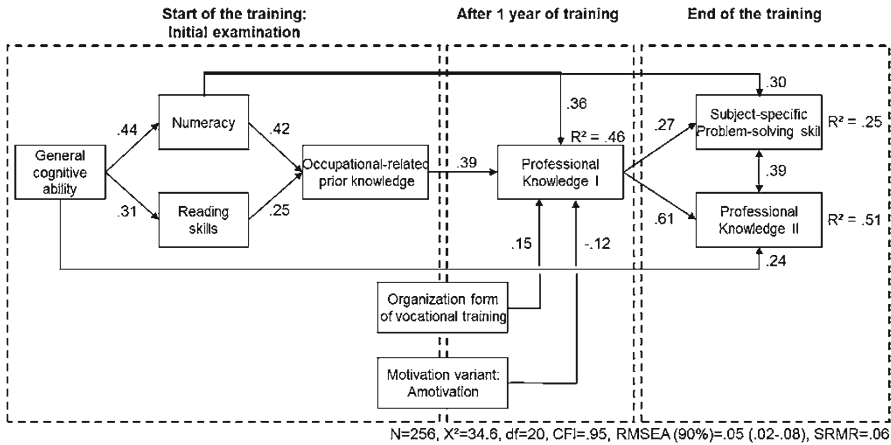 Start of the training:
Initial examination
After 1 year of training
End of the training
.30
.36
Numeracy
Subject-specific
Problem-solving skil
R² = .25
.44
.42
.27
R² = .46
General
cognitive
ability
Occupational-related
prior knowledge
.39
Professional
Knowledge I
.39
.31
Reading
skills
.25
.61
Professional
Knowledge II
R² = .51
.15
-.12
.24
Organization form
of vocational training
Motivation variant:
Amotivation
N=256, X²=34.6, df=20, CFI=.95, RMSEA (90%)=.05 (.02-.08), SRMR=.06